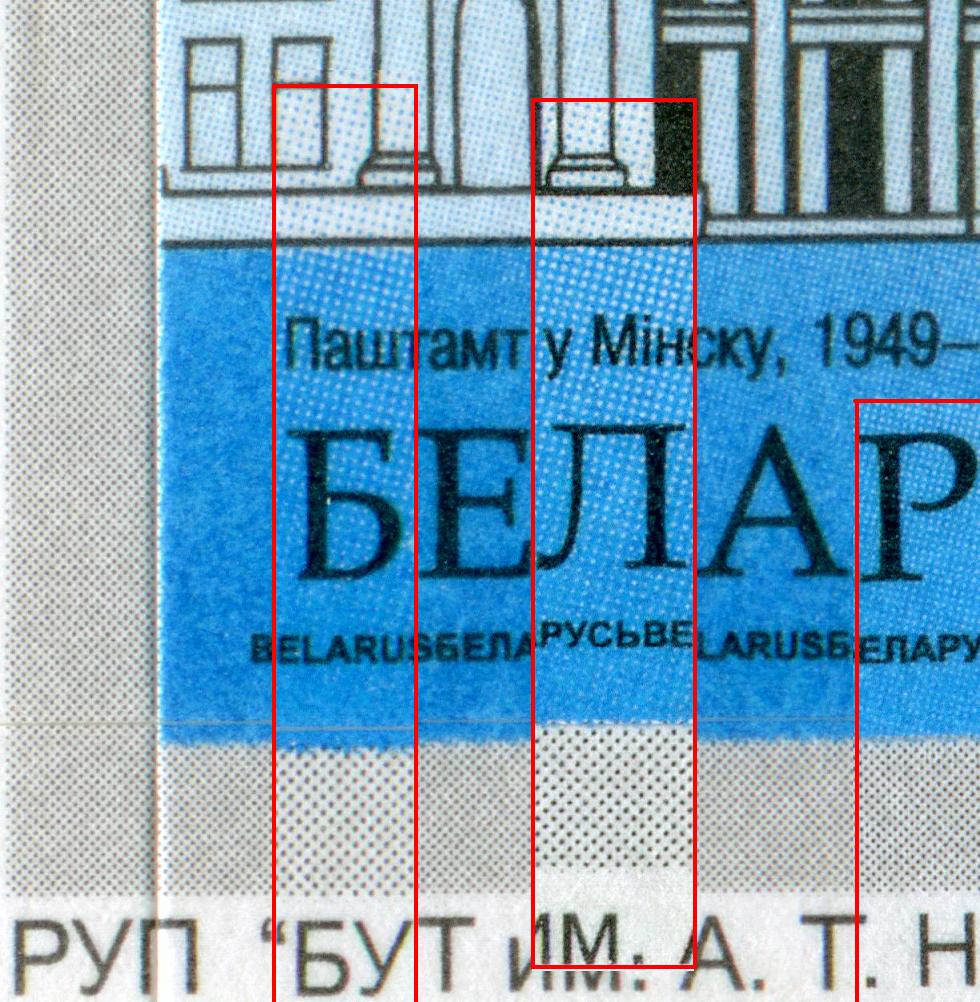 Паштамт у Мінску, 1949–
БЕЛАР
BELARUSБЕЛАРУСЬBELARUSБЕЛАРУ
РУП “БУТ им. А. Т. Н